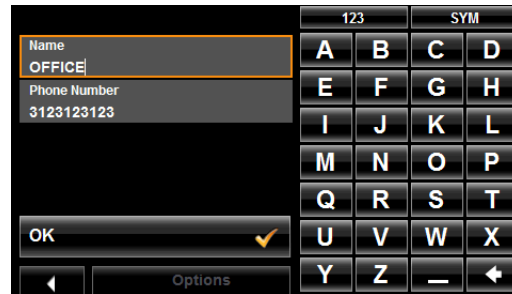 123 SYM
Name
OFFICE
Phone Number
3123123123
OK
Options
A B C D
E F G H
I J K L
M N O P
Q R S T
U V W X
Y Z _